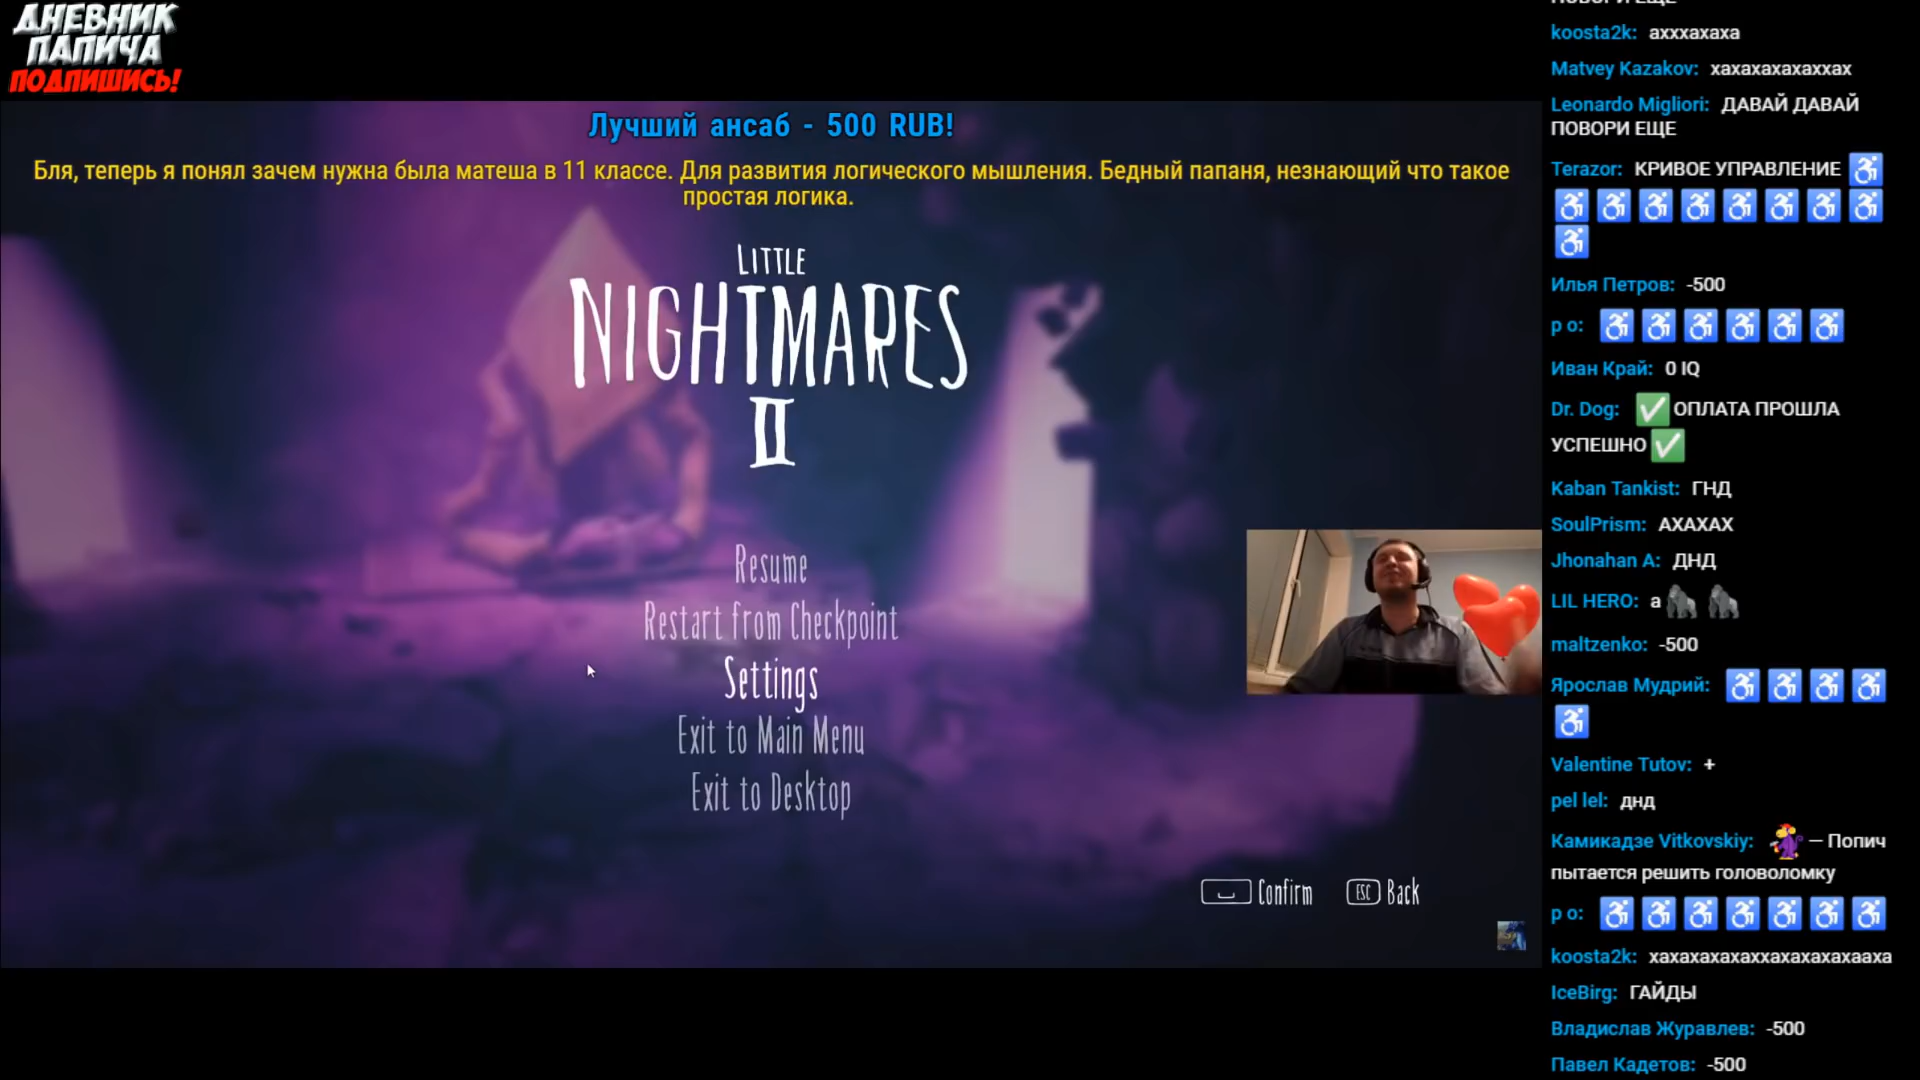 ДНЕВНИК
ПАПИЧА
ПОДПИШИСЬ!
Лучший ансаб - 500 RUB!
Бля, теперь я понял зачем нужна была матеша в 11 классе. Для развития логического мышления. Бедный папаня, незнающий что такое
простая логика.
LITTLE
NIGHTMARES
II
Resume
Restart from Checkpoint
Settings
Exit to Main Menu
Exit to Desktop
Confirm ESC Back
ПОВОРИ ЕЩЕ
koosta2k: ахххахаха
Matvey Kazakov: хахахахахаххах
Leonardo Migliori: ДАВАЙ ДАВАЙ
ПОВОРИ ЕЩЕ
Terazor: КРИВОЕ УПРАВЛЕНИЕ ♿
♿ ♿ ♿ ♿ ♿ ♿ ♿ ♿
♿
Илья Петров: -500
p o: ♿ ♿ ♿ ♿ ♿ ♿
Иван Край: 0 IQ
Dr. Dog: ✅ ОПЛАТА ПРОШЛА
УСПЕШНО ✅
Kaban Tankist: ГНД
SoulPrism: АХАХАХ
Jhonahan A: ДНД
LIL HERO: а 🦍 🦍
maltzenko: -500
Ярослав Мудрий: ♿ ♿ ♿ ♿
♿
Valentine Tutov: +
pel lel: днд
Камикадзе Vitkovskiy: — Попич
пытается решить головоломку
p o: ♿ ♿ ♿ ♿ ♿ ♿ ♿
koosta2k: хахахахахаххахахахахааха
IceBirg: ГАЙДЫ
Владислав Журавлев: -500
Павел Кадетов: -500